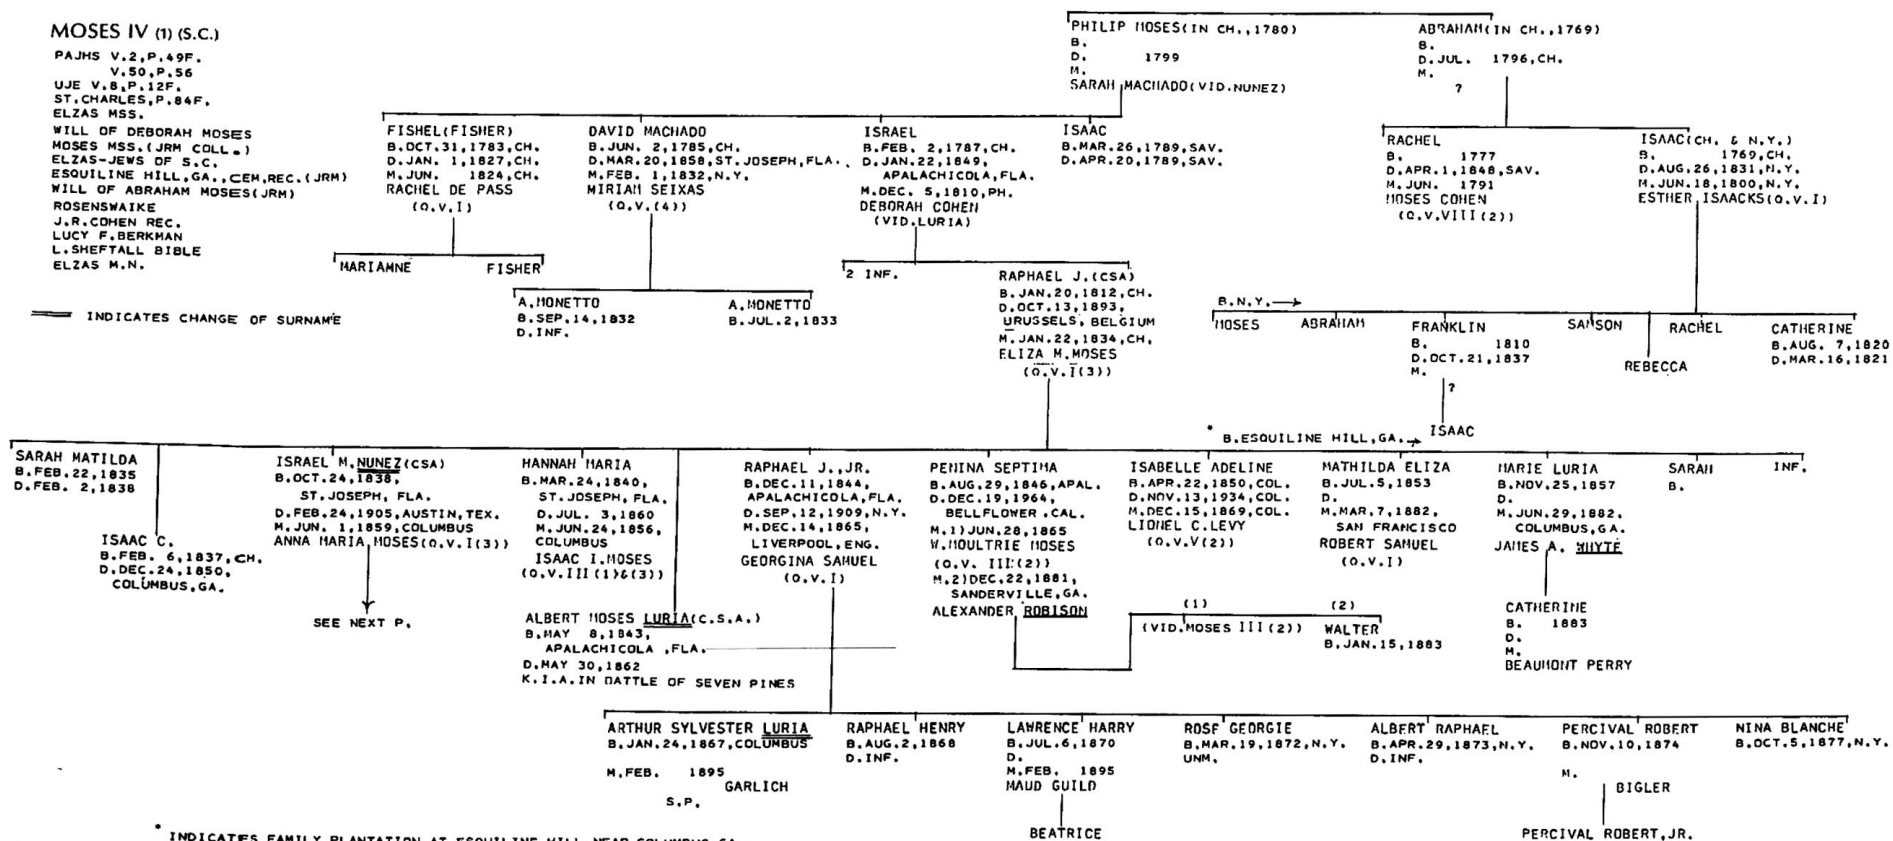 MOSES IV (1) (S.C.)
PAJHS V.2,P.49F.
V.50,P.56
UJE V.8,P.12F.
ST.CHARLES,P.84F.
ELZAS MSS.
WILL OF DEBORAH MOSES
MOSES MSS.(JRM COLL.)
ELZAS-JEWS OF S.C.
ESQUILINE HILL,GA.,CEM,REC.(JRM)
WILL OF ABRAHAM MOSES(JRM)
ROSENSWAIKE
J.R.COHEN REC.
LUCY F.BERKMAN
L.SHEFTALL BIBLE
ELZAS M.N.
INDICATES CHANGE OF SURNAME
PHILIP MOSES(IN CH.,1780)
B.
D. 1799
M.
SARAH MACHADO(VID.NUNEZ)
ABRAHAM(IN CH.,1769)
B.
D.JUL. 1796,CH.
M.
?
FISHEL(FISHER)
B.OCT.31,1783,CH.
D.JAN. 1,1827,CH.
M.JUN. 1824,CH.
RACHEL DE PASS
(Q.V.I)
DAVID MACHADO
B.JUN. 2,1785,CH.
D.MAR.20,1858,ST.JOSEPH,FLA.
M.FEB. 1,1832,N.Y.
MIRIAM SEIXAS
(Q.V.(4))
ISRAEL
B.FEB. 2,1787,CH.
D.JAN.22,1849,
APALACHICOLA,FLA.
M.DEC. 5,1810,PH.
DEBORAH COHEN
(VID.LURIA)
ISAAC
B.MAR.26,1789,SAV.
D.APR.20,1789,SAV.
RACHEL
B. 1777
D.APR.1,1848,SAV.
M.JUN. 1791
MOSES COHEN
(Q.V.VIII(2))
ISAAC(CH. & N.Y.)
B. 1769,CH.
D.AUG.26,1831,N.Y.
M.JUN.18,1800,N.Y.
ESTHER ISAACKS(Q.V.I)
MARIAMNE
FISHER
A.MONETTO
B.SEP.14,1832
D.INF.
A.MONETTO
B.JUL.2,1833
2 INF.
RAPHAEL J.(CSA)
B.JAN.20,1812,CH.
D.OCT.13,1893,
URUSSELS, BELGIUM
M.JAN.22,1834,CH.
ELIZA M.MOSES
(Q.V.I(3))
B.N.Y.→
MOSES
ABRAHAM
FRANKLIN
B. 1810
D.OCT.21,1837
M.
?
SAMSON
REBECCA
RACHEL
CATHERINE
B.AUG. 7,1820
D.MAR.16,1821
ISAAC
* B.ESQUILINE HILL,GA.→
SARAH MATILDA
B.FEB.22,1835
D.FEB. 2,1838
ISAAC C.
B.FEB. 6,1837,CH.
D.DEC.24,1850,
COLUMBUS,GA.
ISRAEL M.NUNEZ(CSA)
B.OCT.24,1838,
ST.JOSEPH, FLA.
D.FEB.24,1905,AUSTIN,TEX.
M.JUN. 1,1859,COLUMBUS
ANNA MARIA MOSES(Q.V.I(3))
SEE NEXT P.
HANNAH MARIA
B.MAR.24,1840,
ST.JOSEPH, FLA.
D.JUL. 3,1860
M.JUN.24,1856,
COLUMBUS
ISAAC I.MOSES
(Q.V.III(1)&(3))
ALBERT MOSES LURIA(C.S.A.)
B.MAY 8,1843,
APALACHICOLA ,FLA.
D.MAY 30,1862
K.I.A.IN DATTLE OF SEVEN PINES
RAPHAEL J.,JR.
B.DEC.11,1844,
APALACHICOLA,FLA.
D.SEP.12,1909,N.Y.
M.DEC.14,1865,
LIVERPOOL,ENG.
GEORGINA SAMUEL
(Q.V.I)
PENINA SEPTIMA
B.AUG.29,1846,APAL.
D.DEC.19,1964,
BELLFLOWER ,CAL.
M.1)JUN.28,1865
W.MOULTRIE MOSES
(Q.V. III(2))
M.2)DEC.22,1881,
SANDERVILLE,GA.
ALEXANDER ROBISON
(1)
(VID.MOSES III(2))
(2)
WALTER
B.JAN.15,1883
ISABELLE ADELINE
B.APR.22,1850,COL.
D.NOV.13,1934,COL.
M.DEC.15,1869,COL.
LIONEL C.LEVY
(Q.V.V(2))
MATHILDA ELIZA
B.JUL.5,1853
D.
M.MAR.7,1882,
SAN FRANCISCO
ROBERT SAMUEL
(Q.V.I)
MARIE LURIA
B.NOV.25,1857
D.
M.JUN.29,1882,
COLUMBUS,GA.
JAMES A. WHYTE
CATHERINE
B. 1883
D.
M.
BEAUMONT PERRY
SARAH
B.
INF.
ARTHUR SYLVESTER LURIA
B.JAN.24,1867,COLUMBUS
M.FEB. 1895
GARLICH
S.P.
RAPHAEL HENRY
B.AUG.2,1868
D.INF.
LAWRENCE HARRY
B.JUL.6,1870
D.
M.FEB. 1895
MAUD GUILD
BEATRICE
ROSE GEORGIE
B.MAR.19,1872,N.Y.
UNM.
ALBERT RAPHAEL
B.APR.29,1873,N.Y.
D.INF.
PERCIVAL ROBERT
B.NOV.10,1874
M.
BIGLER
PERCIVAL ROBERT,JR.
NINA BLANCHE
B.OCT.5,1877,N.Y.
* INDICATES FAMILY PLANTATION AT ESQUILINE HILL NEAR COLUMBUS,GA.